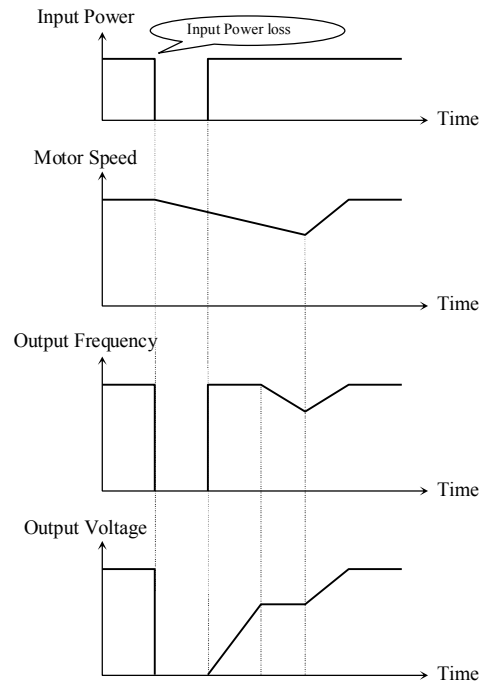 Input Power
Input Power loss
Time
Motor Speed
Time
Output Frequency
Time
Output Voltage
Time